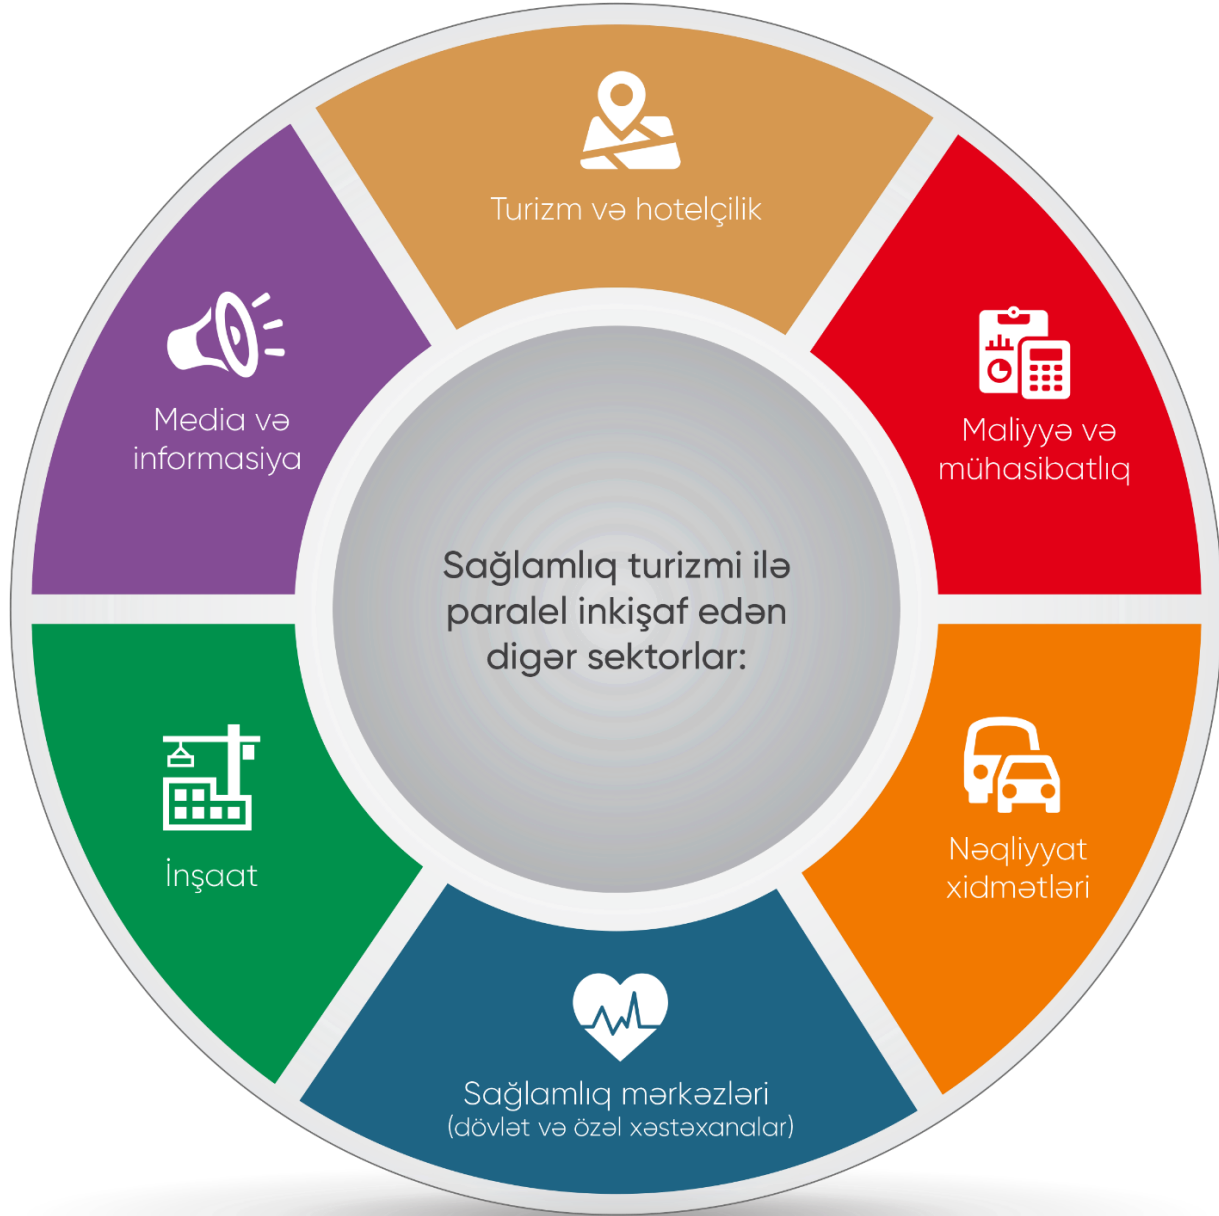 Turizm və hotelçilik
Maliyyə və
mühasibatlıq
Nəqliyyat
xidmətləri
Sağlamlıq mərkəzləri
(dövlət və özəl xəstəxanalar)
İnşaat
Media və
informasiya
Sağlamlıq turizmi ilə
paralel inkişaf edən
digər sektorlar: